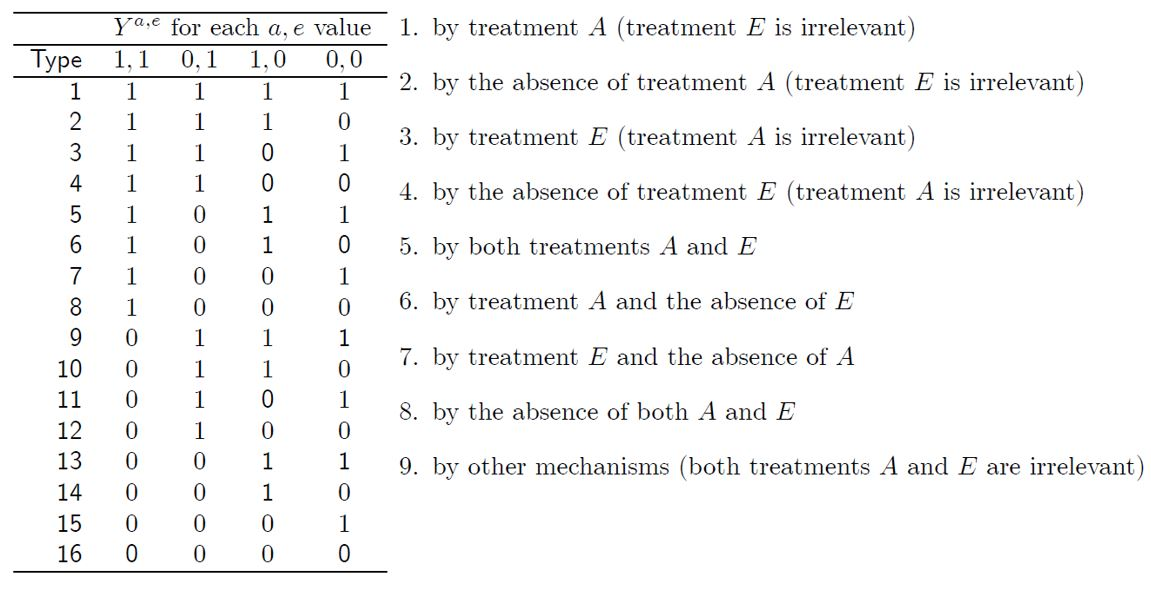 Y^{a,e} for each a, e value
Type 1, 1 0, 1 1, 0 0, 0
1 1 1 1 1
2 1 1 1 0
3 1 1 0 1
4 1 1 0 0
5 1 0 1 1
6 1 0 1 0
7 1 0 0 1
8 1 0 0 0
9 0 1 1 1
10 0 1 1 0
11 0 1 0 1
12 0 1 0 0
13 0 0 1 1
14 0 0 1 0
15 0 0 0 1
16 0 0 0 0
1. by treatment A (treatment E is irrelevant)
2. by the absence of treatment A (treatment E is irrelevant)
3. by treatment E (treatment A is irrelevant)
4. by the absence of treatment E (treatment A is irrelevant)
5. by both treatments A and E
6. by treatment A and the absence of E
7. by treatment E and the absence of A
8. by the absence of both A and E
9. by other mechanisms (both treatments A and E are irrelevant)